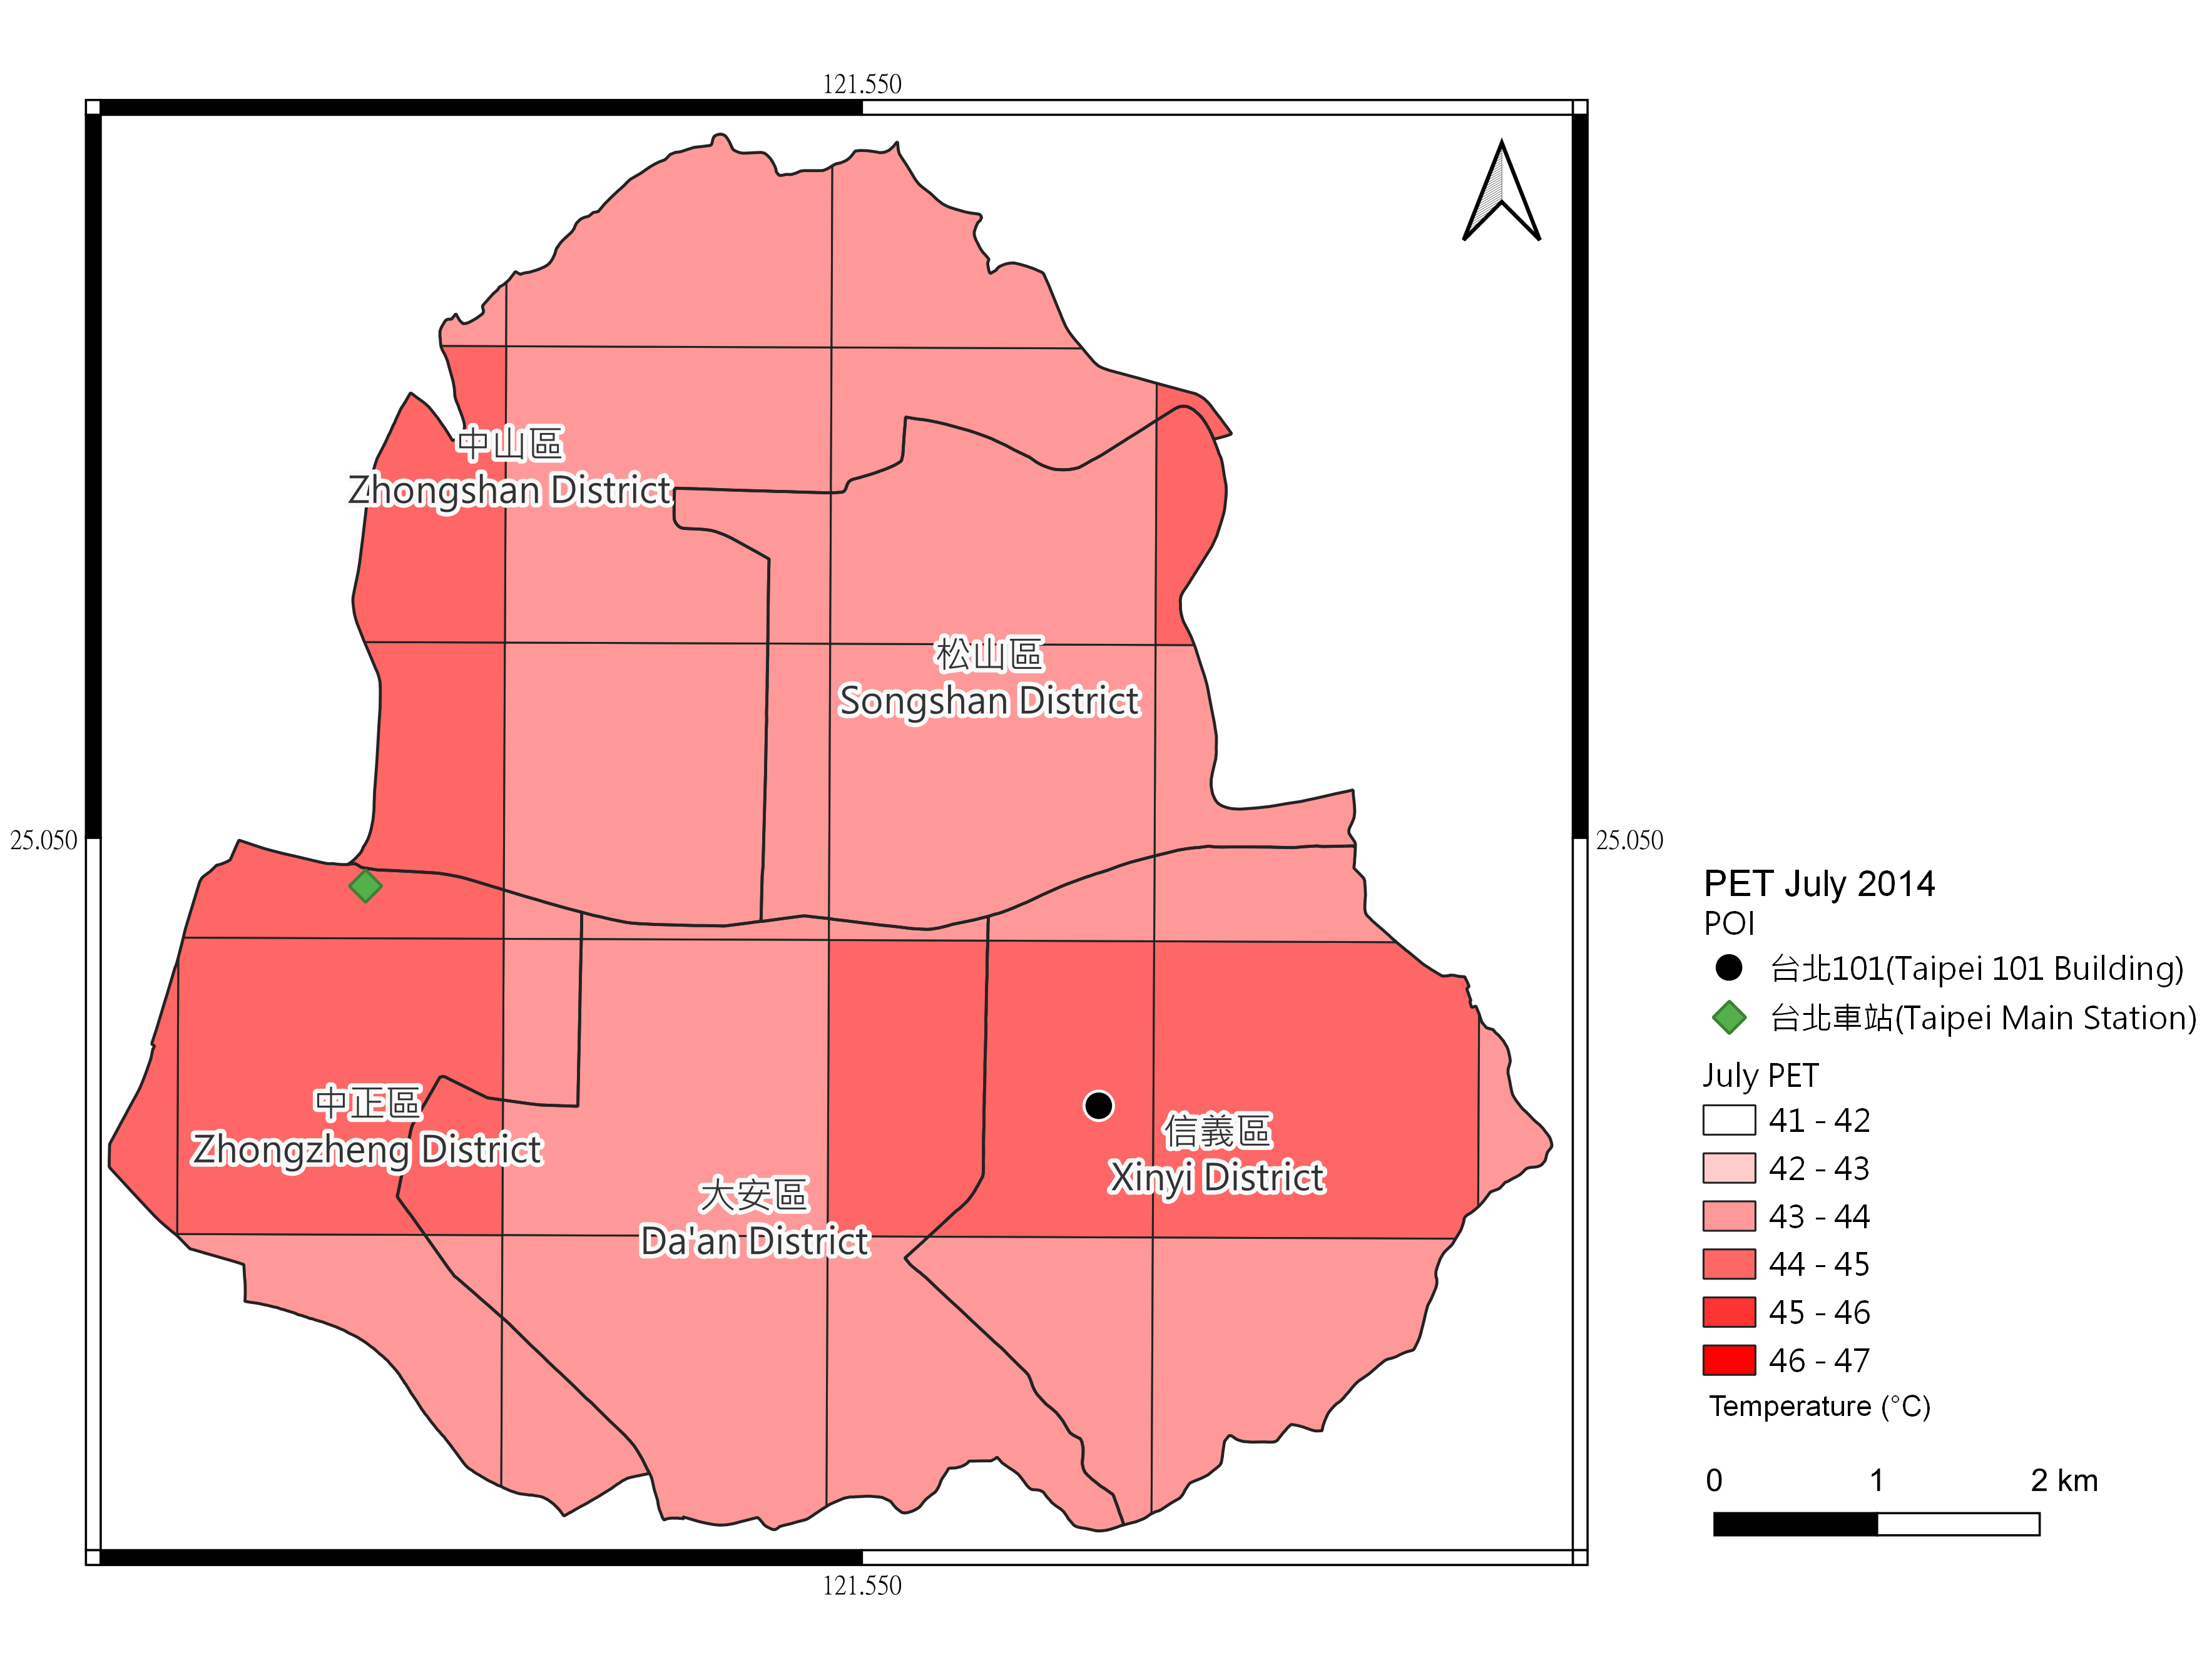 121.550
中山區
Zhongshan District
松山區
Songshan District
25.050
25.050
中正區
Zhongzheng District
大安區
Da'an District
信義區
Xinyi District
121.550
PET July 2014
POI
台北101(Taipei 101 Building)
台北車站(Taipei Main Station)
July PET
41 - 42
42 - 43
43 - 44
44 - 45
45 - 46
46 - 47
Temperature (°C)
0 1 2 km